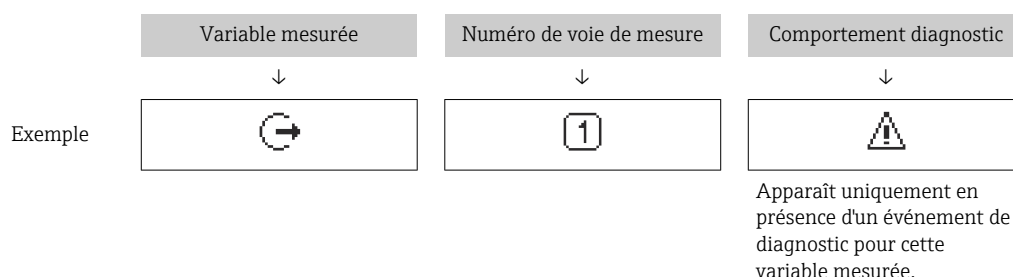 Variable mesurée Numéro de voie de mesure Comportement diagnostic
↓ ↓ ↓
Exemple 1
Apparaît uniquement en
présence d'un événement de
diagnostic pour cette
variable mesurée.